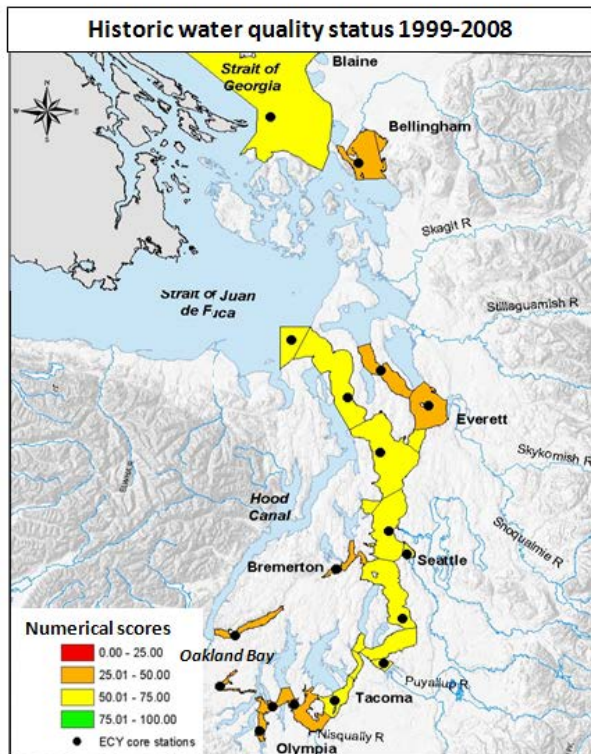 Historic water quality status 1999-2008
Strait of
Georgia
Blaine
N
W
E
S
Bellingham
Skagit R
Strait of Juan
de Fuca
Stillaguamish R
Everett
Skykomish R
Elwha R
Hood
Canal
Snoqualmie R
Seattle
Bremerton
Numerical scores
0.00 - 25.00
25.01 - 50.00
50.01 - 75.00
75.01 - 100.00
ECY core stations
Oakland Bay
Puyallup R
Tacoma
Nisqually R
Olympia